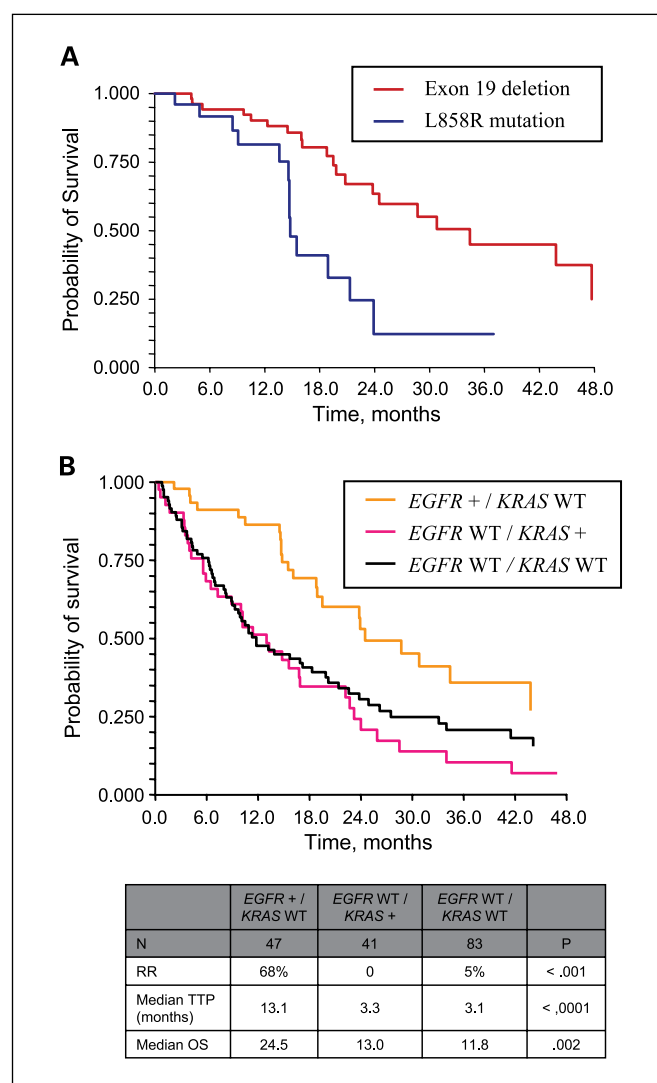 A
Exon 19 deletion
L858R mutation
1.000
0.750
0.500
0.250
0.000
Probability of Survival
0.0 6.0 12.0 18.0 24.0 30.0 36.0 42.0 48.0
Time, months
B
EGFR + / KRAS WT
EGFR WT / KRAS +
EGFR WT / KRAS WT
1.000
0.750
0.500
0.250
0.000
Probability of survival
0.0 6.0 12.0 18.0 24.0 30.0 36.0 42.0 48.0
Time, months
EGFR + / EGFR WT / EGFR WT /
KRAS WT KRAS + KRAS WT
N 47 41 83 P
RR 68% 0 5% < .001
Median TTP
(months) 13.1 3.3 3.1 < ,0001
Median OS 24.5 13.0 11.8 .002